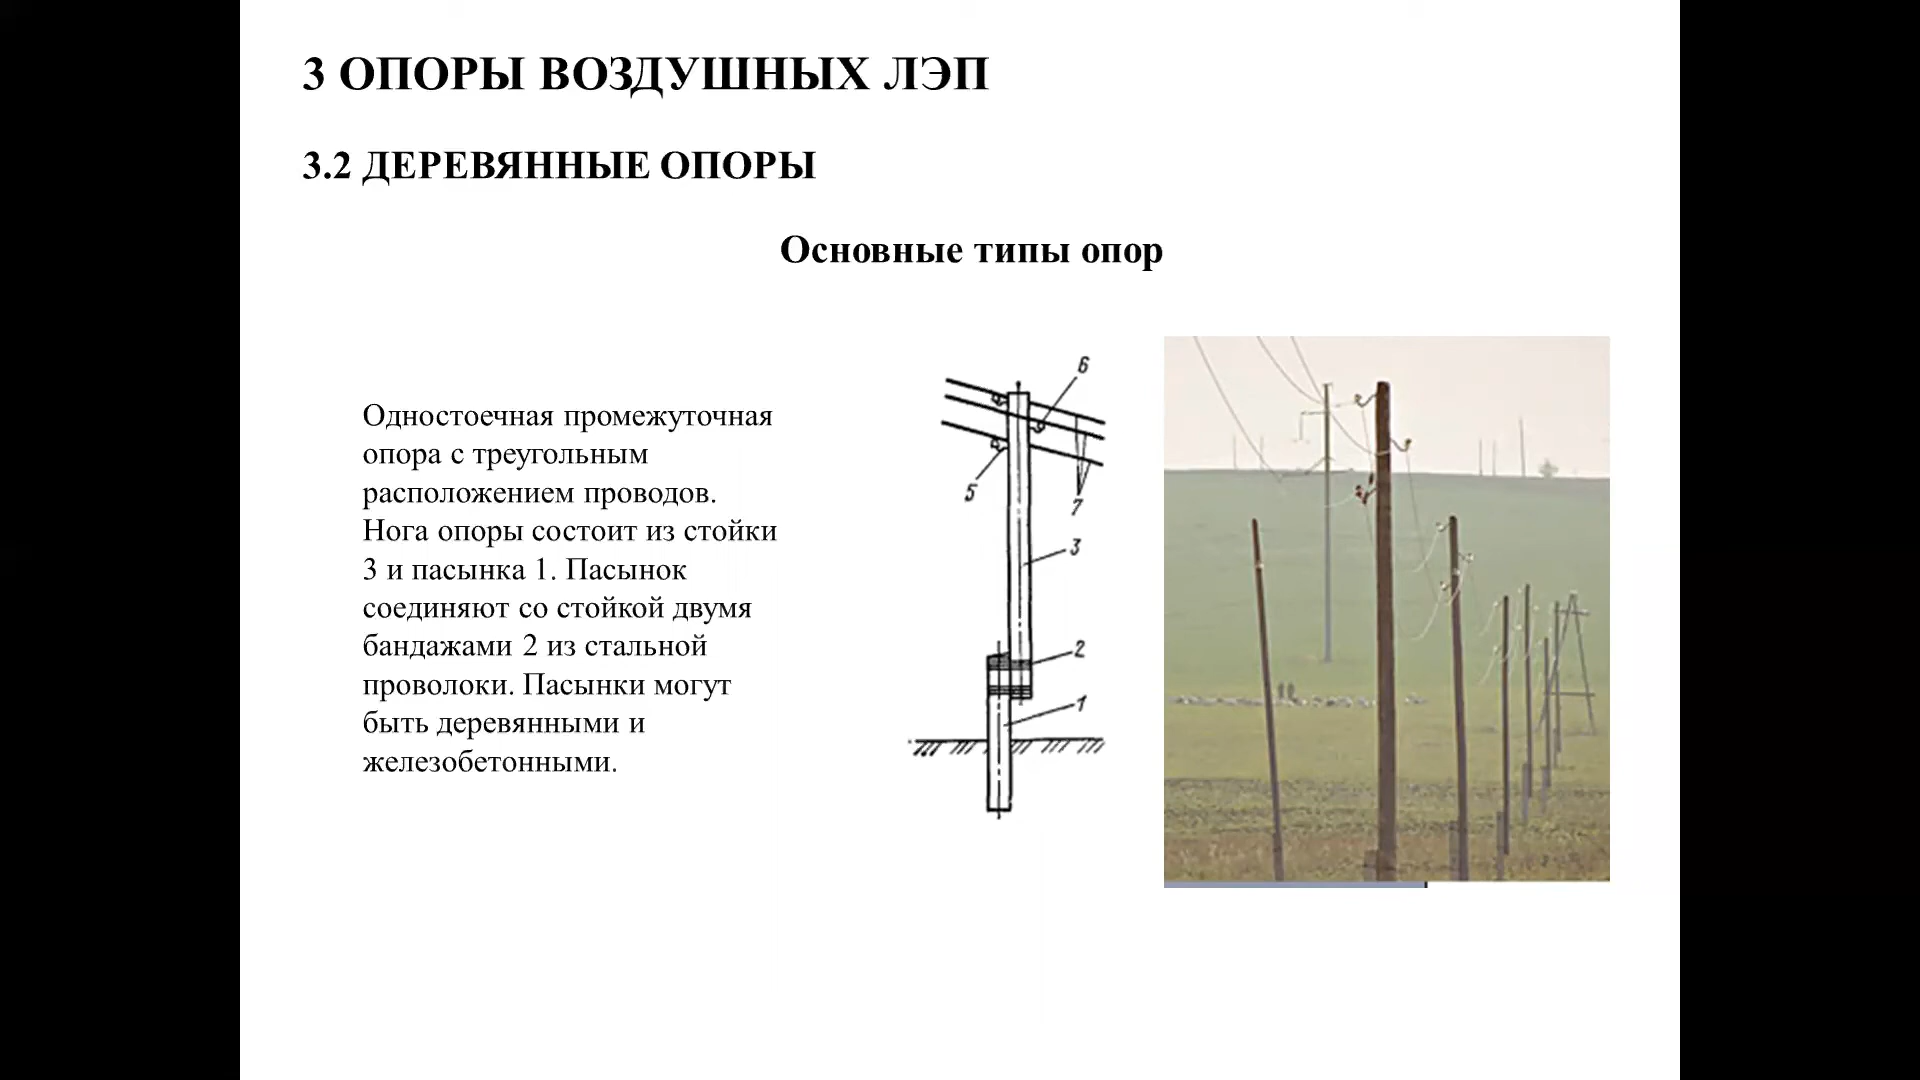 3 ОПОРЫ ВОЗДУШНЫХ ЛЭП
3.2 ДЕРЕВЯННЫЕ ОПОРЫ
Основные типы опор
Одностоечная промежуточная
опора с треугольным
расположением проводов.
Нога опоры состоит из стойки
3 и пасынка 1. Пасынок
соединяют со стойкой двумя
бандажами 2 из стальной
проволоки. Пасынки могут
быть деревянными и
железобетонными.
6
5
7
3
2
1